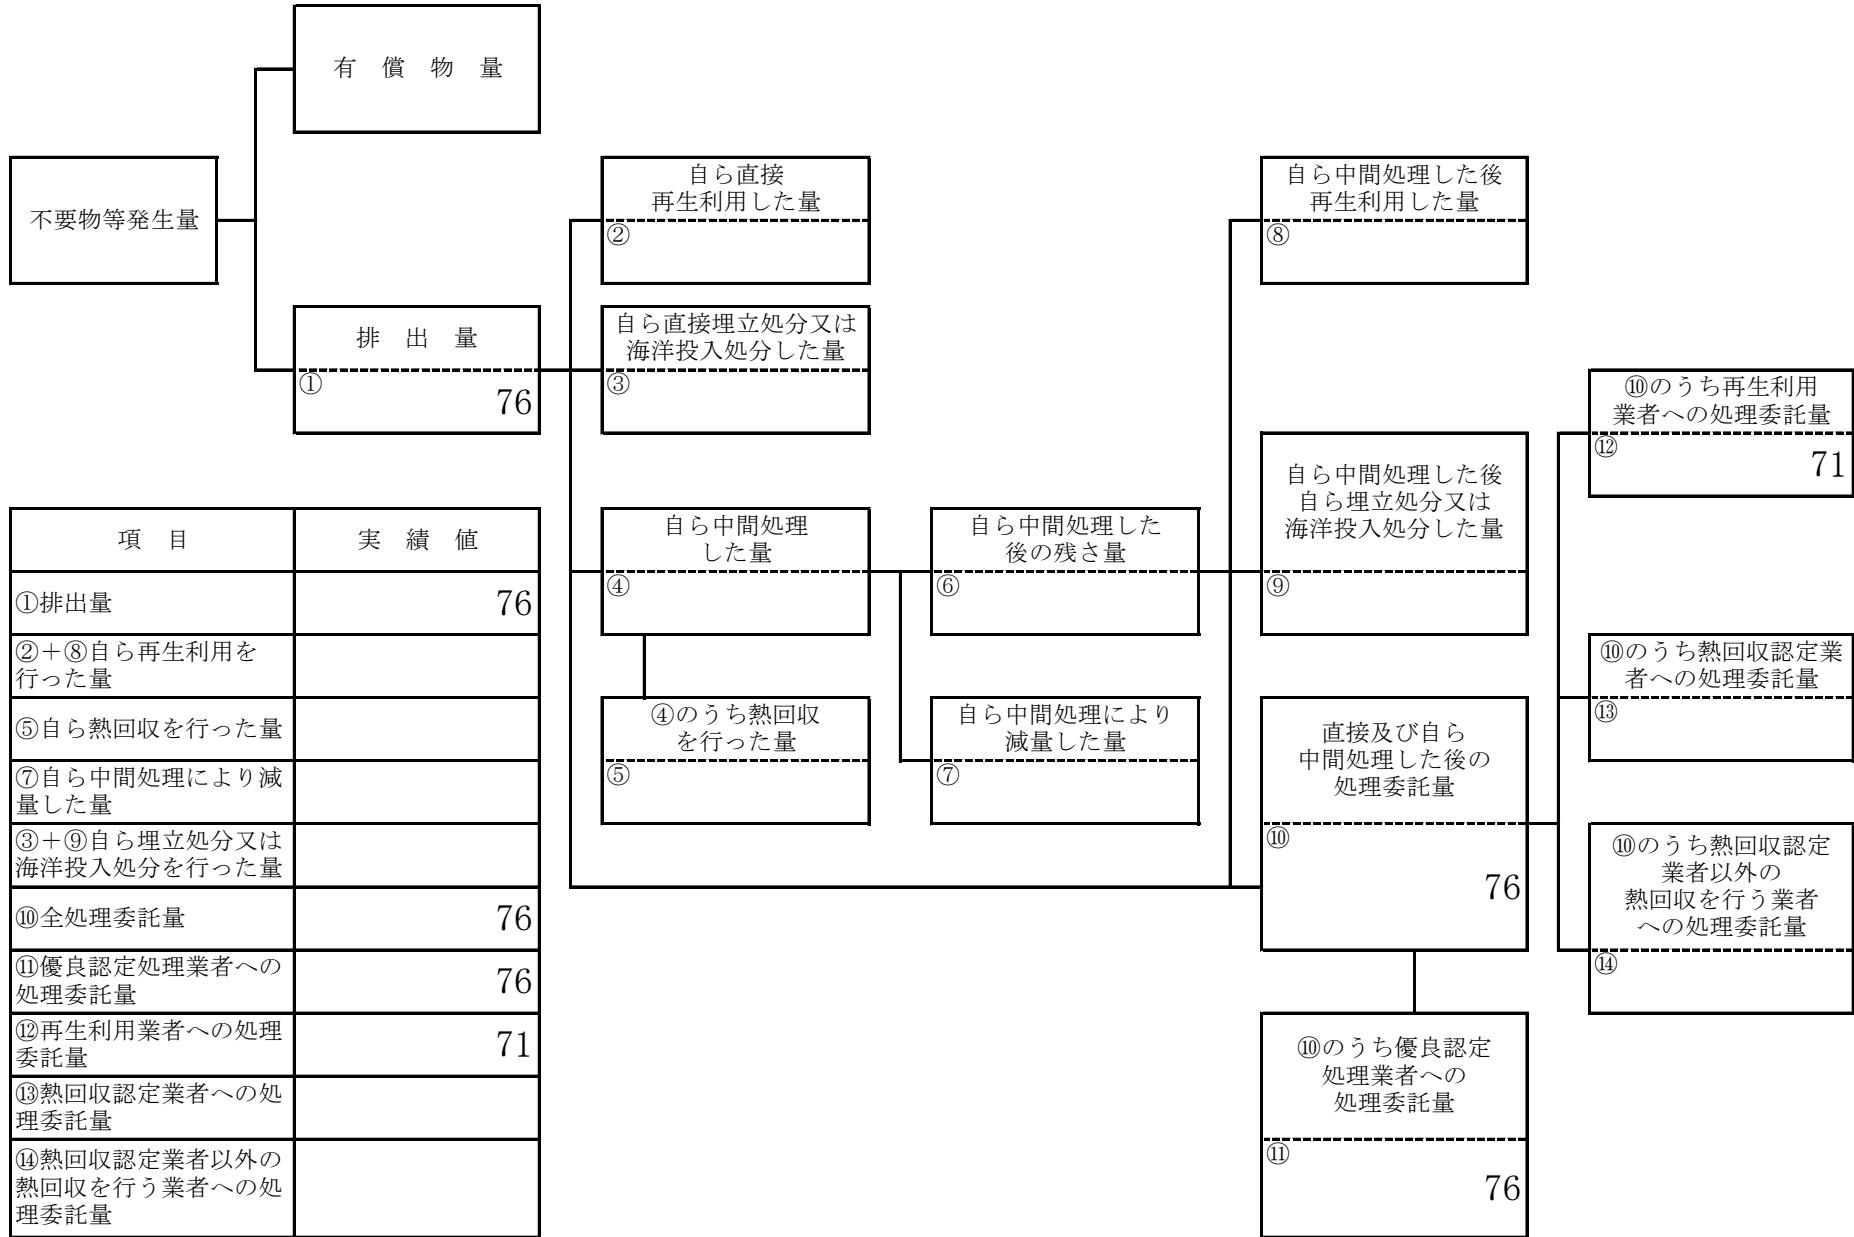 有　償　物　量
不要物等発生量
排　出　量
①
76
自ら直接
再生利用した量
②
自ら直接埋立処分又は
海洋投入処分した量
③
自ら中間処理
した量
④
④のうち熱回収
を行った量
⑤
自ら中間処理した
後の残さ量
⑥
自ら中間処理により
減量した量
⑦
自ら中間処理した後
再生利用した量
⑧
自ら中間処理した後
自ら埋立処分又は
海洋投入処分した量
⑨
直接及び自ら
中間処理した後の
処理委託量
⑩
76
⑩のうち優良認定
処理業者への
処理委託量
⑪
76
⑩のうち再生利用
業者への処理委託量
⑫
71
⑩のうち熱回収認定業
者への処理委託量
⑬
⑩のうち熱回収認定
業者以外の
熱回収を行う業者
への処理委託量
⑭
項　目　実　績　値
①排出量　76
②＋⑧自ら再生利用を
行った量
⑤自ら熱回収を行った量
⑦自ら中間処理により減
量した量
③＋⑨自ら埋立処分又は
海洋投入処分を行った量
⑩全処理委託量　76
⑪優良認定処理業者への
処理委託量　76
⑫再生利用業者への処理
委託量　71
⑬熱回収認定業者への処
理委託量
⑭熱回収認定業者以外の
熱回収を行う業者への処
理委託量